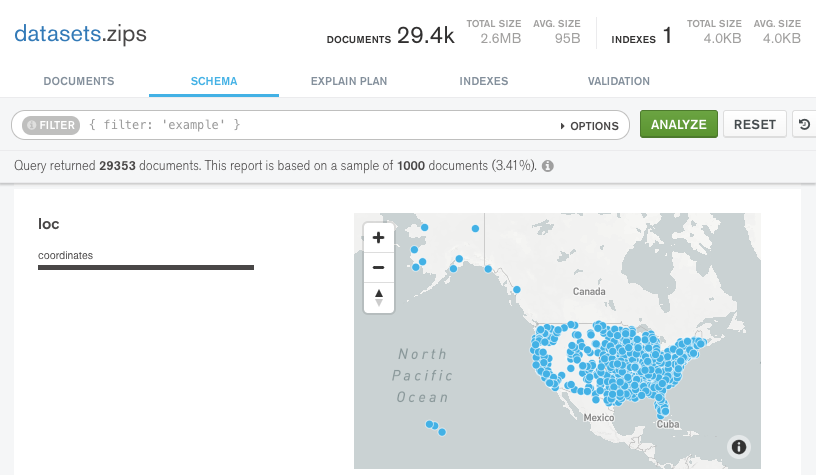 datasets.zips
DOCUMENTS 29.4k
TOTAL SIZE
2.6MB
AVG. SIZE
95B
INDEXES 1
TOTAL SIZE
4.0KB
AVG. SIZE
4.0KB
DOCUMENTS SCHEMA EXPLAIN PLAN INDEXES VALIDATION
FILTER { filter: 'example' } OPTIONS ANALYZE RESET
Query returned 29353 documents. This report is based on a sample of 1000 documents (3.41%).
loc
coordinates
Canada
North
Pacific
Ocean
Mexico
Cuba